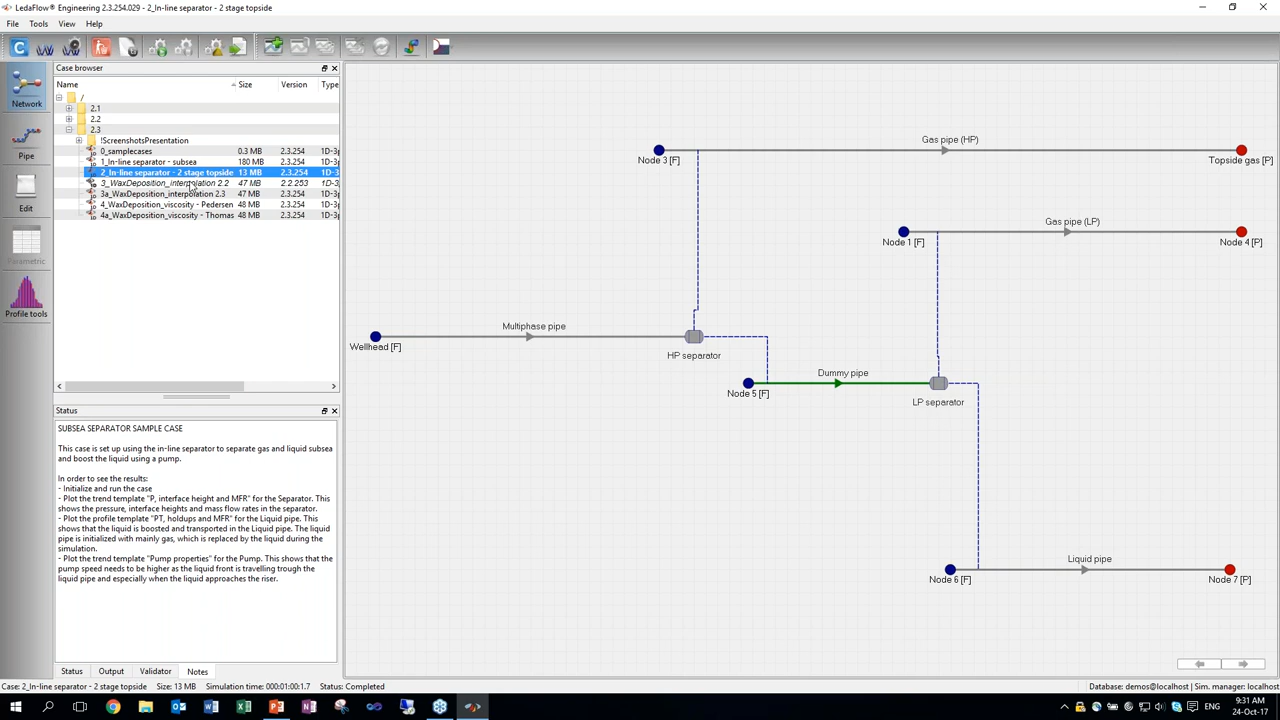 LedaFlow® Engineering 2.3.254.029 - 2_In-line separator - 2 stage topside
File Tools View Help
Case browser
Name Size Version Type
/
2.1
2.2
2.3
!ScreenshotsPresentation
0_samplecases 0.3 MB 2.3.254 1D-3p
1_In-line separator - subsea 180 MB 2.3.254 1D-3p
2_In-line separator - 2 stage topside 13 MB 2.3.254 1D-3p
3_WaxDeposition_interpolation 2.2 47 MB 2.2.253 1D-3p
3a_WaxDeposition_interpolation 2.3 47 MB 2.3.254 1D-3p
4_WaxDeposition_viscosity - Pedersen 48 MB 2.3.254 1D-3p
4a_WaxDeposition_viscosity - Thomas 48 MB 2.3.254 1D-3p
Network
Pipe
Edit
Parametric
Profile tools
Status
SUBSEA SEPARATOR SAMPLE CASE
This case is set up using the in-line separator to separate gas and liquid subsea
and boost the liquid using a pump.
In order to see the results:
- Initialize and run the case
- Plot the trend template "P, interface height and MFR" for the Separator. This
shows the pressure, interface heights and mass flow rates in the separator.
- Plot the profile template "PT, holdups and MFR" for the Liquid pipe. This
shows that the liquid is boosted and transported in the Liquid pipe. The liquid
pipe is initialized with mainly gas, which is replaced by the liquid during the
simulation.
- Plot the trend template "Pump properties" for the Pump. This shows that the
pump speed needs to be higher as the liquid front is travelling trough the
liquid pipe and especially when the liquid approaches the riser.
Status Output Validator Notes
Gas pipe (HP)
Node 3 [F]
Topside gas [P]
Gas pipe (LP)
Node 1 [F]
Node 4 [P]
Multiphase pipe
Wellhead [F]
HP separator
Dummy pipe
Node 5 [F]
LP separator
Liquid pipe
Node 6 [F]
Node 7 [P]
Case: 2_In-line separator - 2 stage topside Size: 13 MB Simulation time: 000:01:00:1.7 Status: Completed
Database: demos@localhost | Sim. manager: localhost
ENG
9:31 AM
24-Oct-17